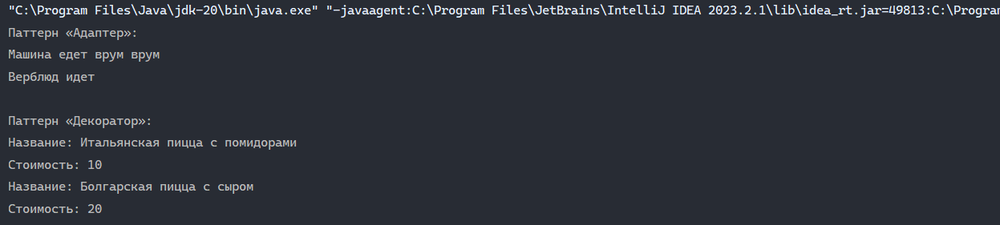 "C:\Program Files\Java\jdk-20\bin\java.exe" "-javaagent:C:\Program Files\JetBrains\IntelliJ IDEA 2023.2.1\lib\idea_rt.jar=49813:C:\Program
Паттерн «Адаптер»:
Машина едет врум врум
Верблюд идет
Паттерн «Декоратор»:
Название: Итальянская пицца с помидорами
Стоимость: 10
Название: Болгарская пицца с сыром
Стоимость: 20